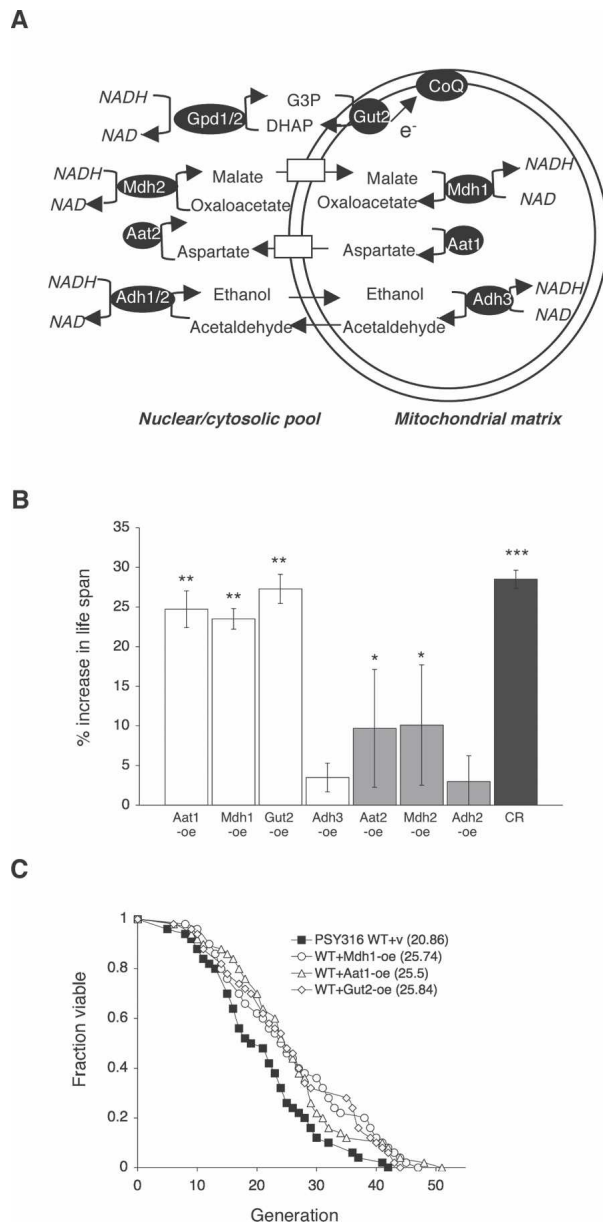 A
NADH
NAD
Gpd1/2
G3P
DHAP
Gut2
CoQ
e-
NADH
NAD
Mdh2
Malate
Oxaloacetate
Malate
Oxaloacetate
Mdh1
NADH
NAD
Aat2
Aspartate
Aspartate
Aat1
NADH
NAD
Adh1/2
Ethanol
Acetaldehyde
Ethanol
Acetaldehyde
Adh3
NADH
NAD
Nuclear/cytosolic pool
Mitochondrial matrix
B
% increase in life span
35
30
25
20
15
10
5
0
**
**
**
*
*
***
Aat1 -oe
Mdh1 -oe
Gut2 -oe
Adh3 -oe
Aat2 -oe
Mdh2 -oe
Adh2 -oe
CR
C
Fraction viable
1
0.8
0.6
0.4
0.2
0
PSY316 WT+v (20.86)
WT+Mdh1-oe (25.74)
WT+Aat1-oe (25.5)
WT+Gut2-oe (25.84)
0 10 20 30 40 50
Generation